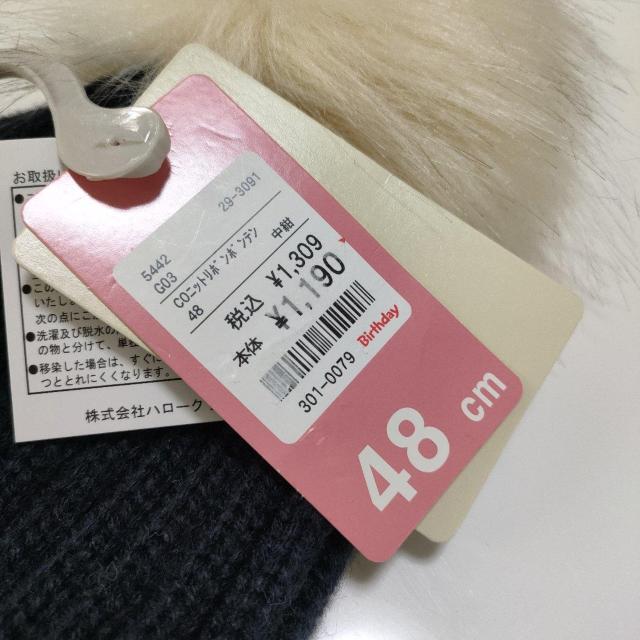 29-3091
5442
C03
COニットリボンボンテン
48 中紺
税込 ¥1,309
本体 ¥1,190
301-0079
Birthday
48 cm
お取扱
いたし
次の点にこ
●洗濯及び脱水の
の物と分けて、単
●移染した場合は、すぐに
つととれにくくなります。
株式会社ハローク